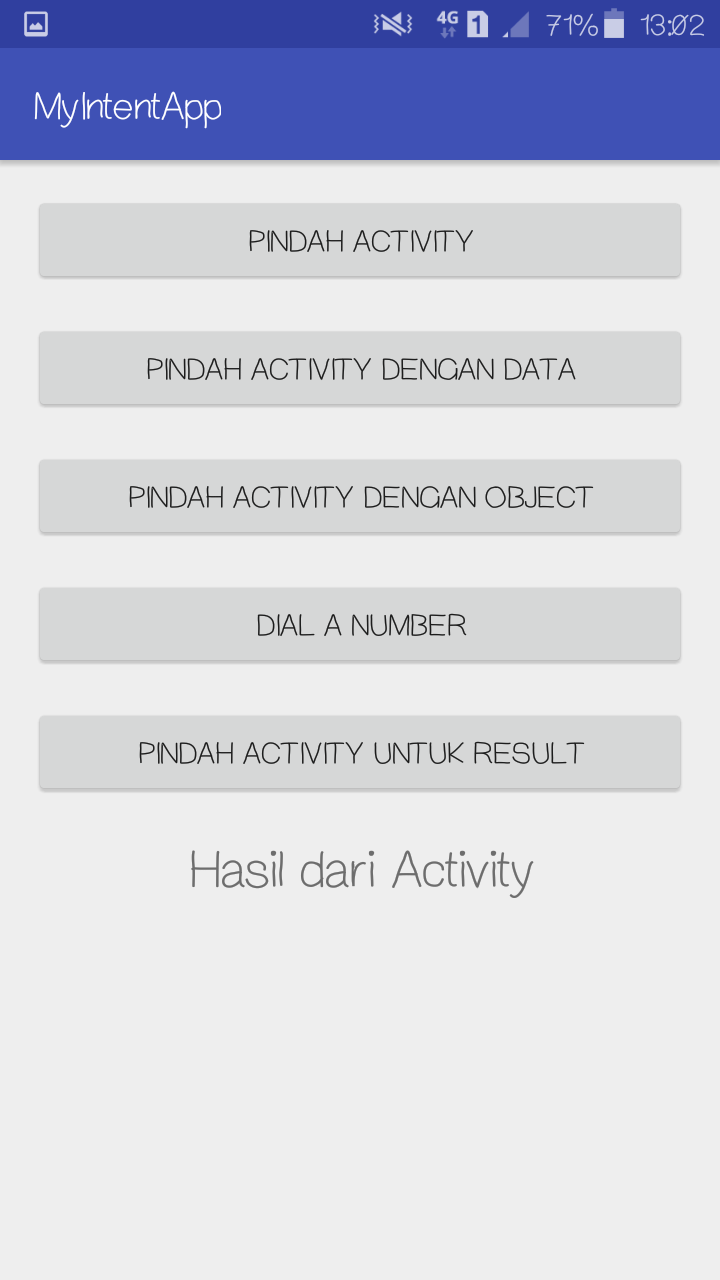 4G 1 71% 13:02
MyIntentApp
PINDAH ACTIVITY
PINDAH ACTIVITY DENGAN DATA
PINDAH ACTIVITY DENGAN OBJECT
DIAL A NUMBER
PINDAH ACTIVITY UNTUK RESULT
Hasil dari Activity